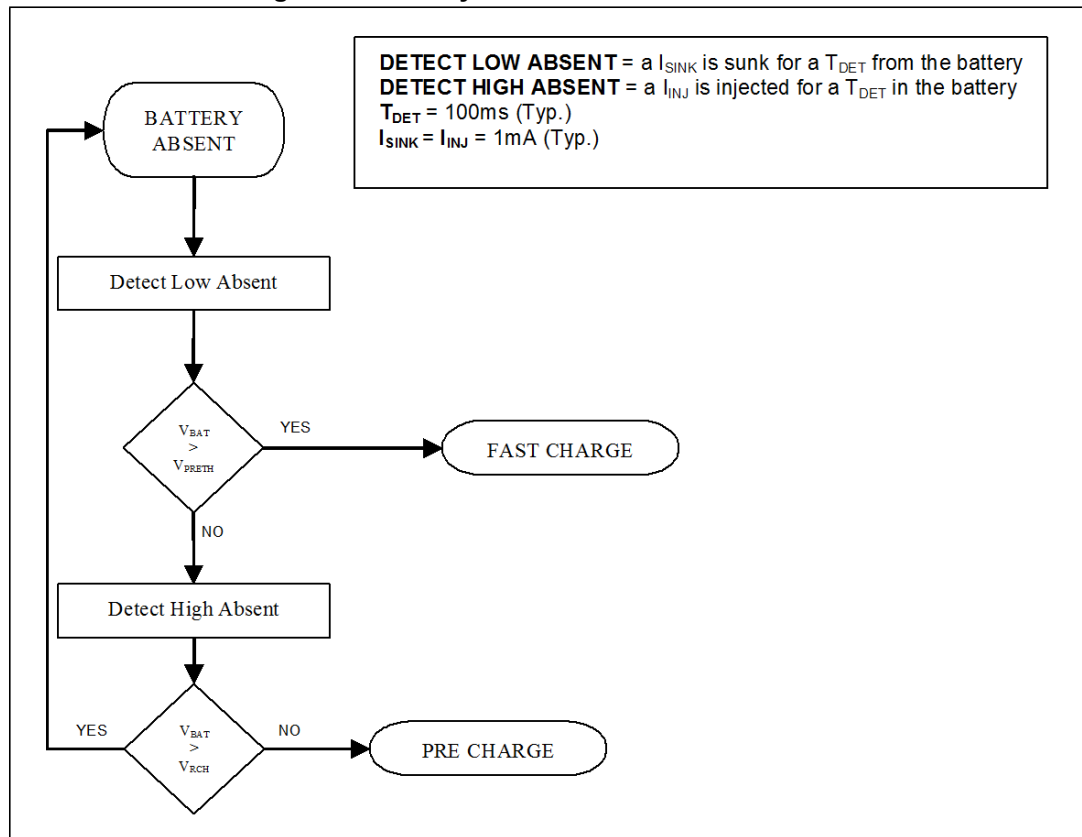 DETECT LOW ABSENT = a ISINK is sunk for a TDET from the battery
DETECT HIGH ABSENT = a IINJ is injected for a TDET in the battery
TDET = 100ms (Typ.)
ISINK = IINJ = 1mA (Typ.)
BATTERY
ABSENT
Detect Low Absent
VBAT
>
VPRETH
YES
FAST CHARGE
NO
Detect High Absent
YES
VBAT
>
VRCH
NO
PRE CHARGE